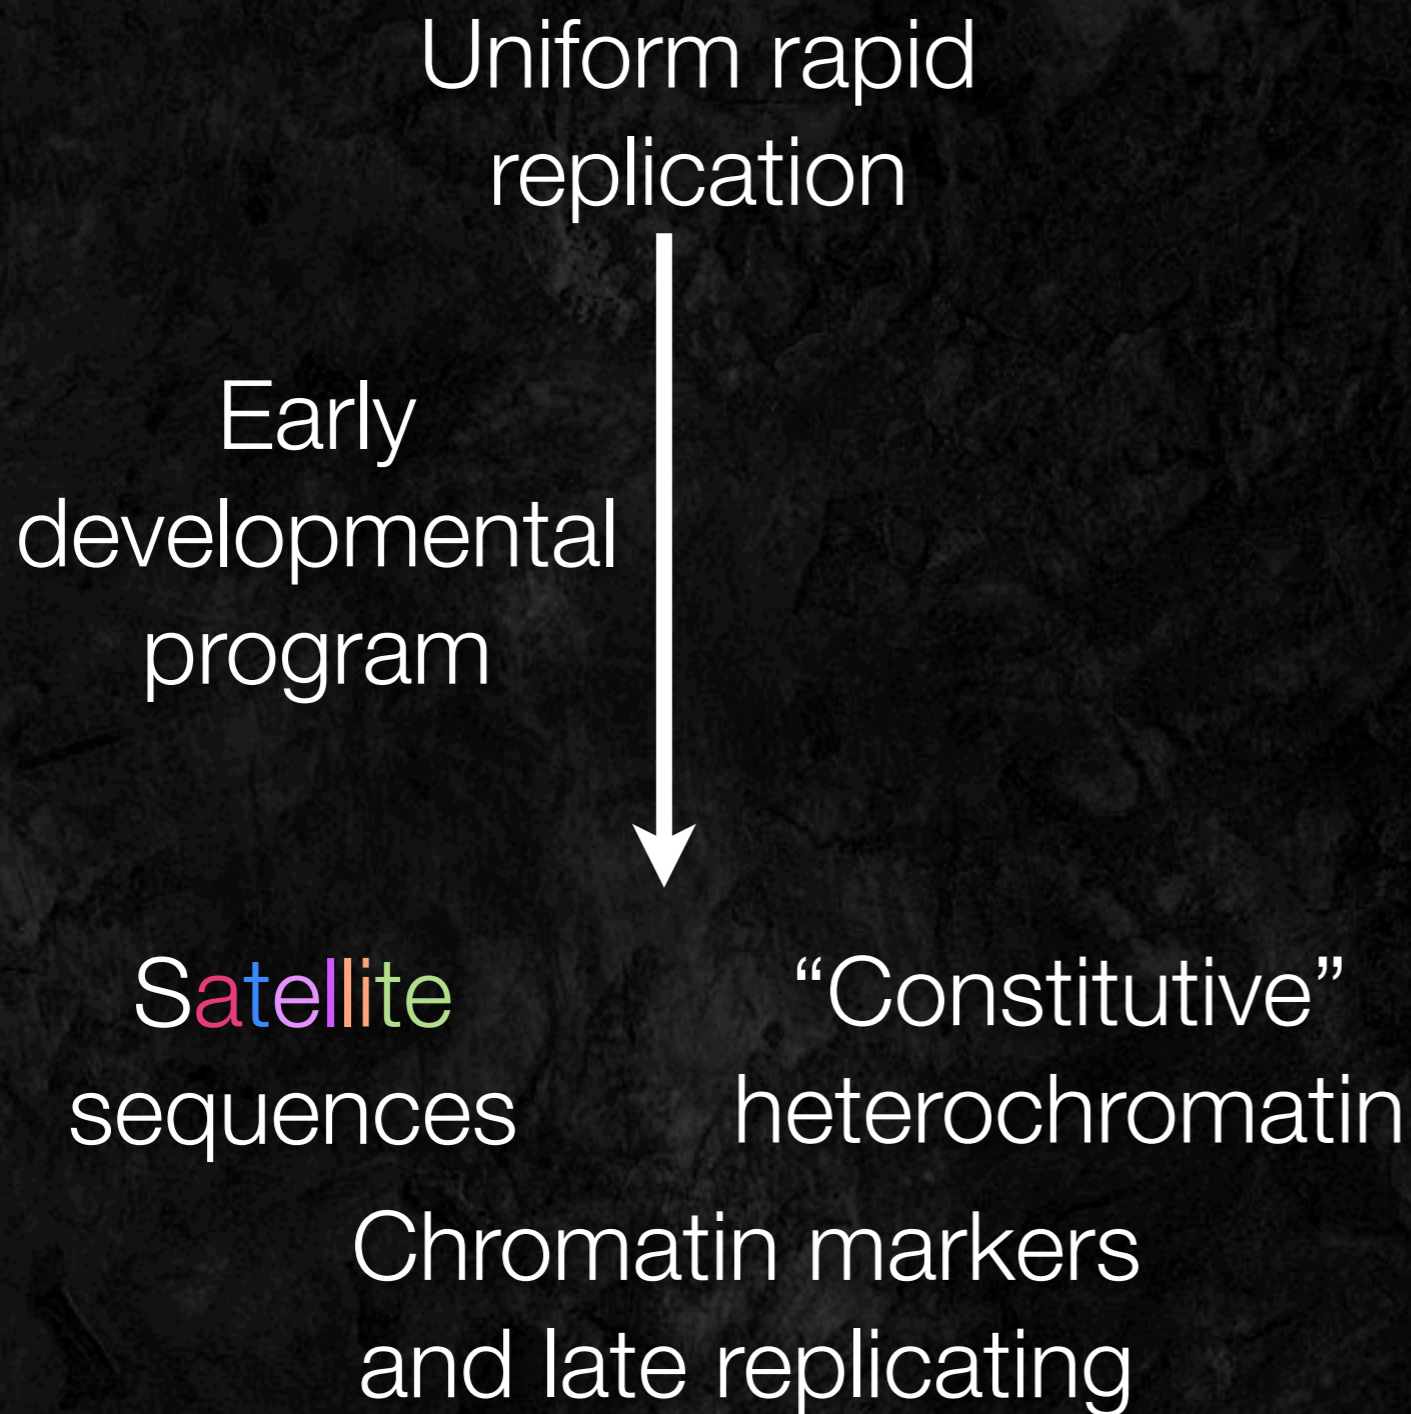 Uniform rapid
replication
Early
developmental
program
Satellite
sequences
“Constitutive”
heterochromatin
Chromatin markers
and late replicating